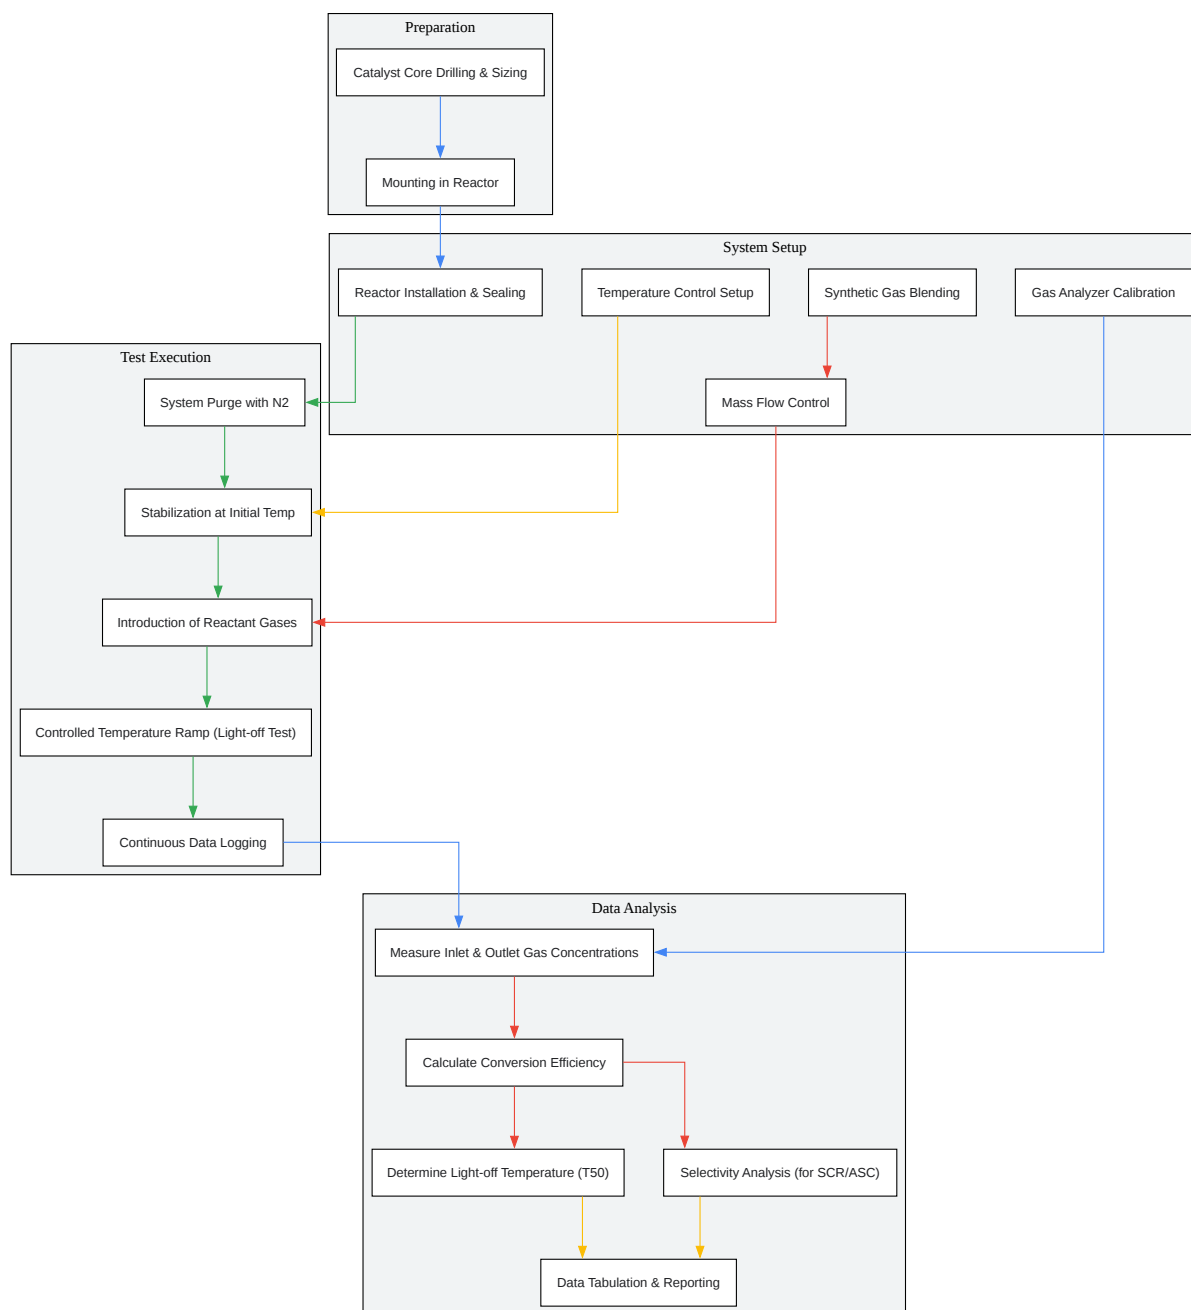 Preparation
Catalyst Core Drilling & Sizing
Mounting in Reactor
System Setup
Reactor Installation & Sealing
Temperature Control Setup
Synthetic Gas Blending
Gas Analyzer Calibration
Mass Flow Control
Test Execution
System Purge with N2
Stabilization at Initial Temp
Introduction of Reactant Gases
Controlled Temperature Ramp (Light-off Test)
Continuous Data Logging
Data Analysis
Measure Inlet & Outlet Gas Concentrations
Calculate Conversion Efficiency
Determine Light-off Temperature (T50)
Selectivity Analysis (for SCR/ASC)
Data Tabulation & Reporting